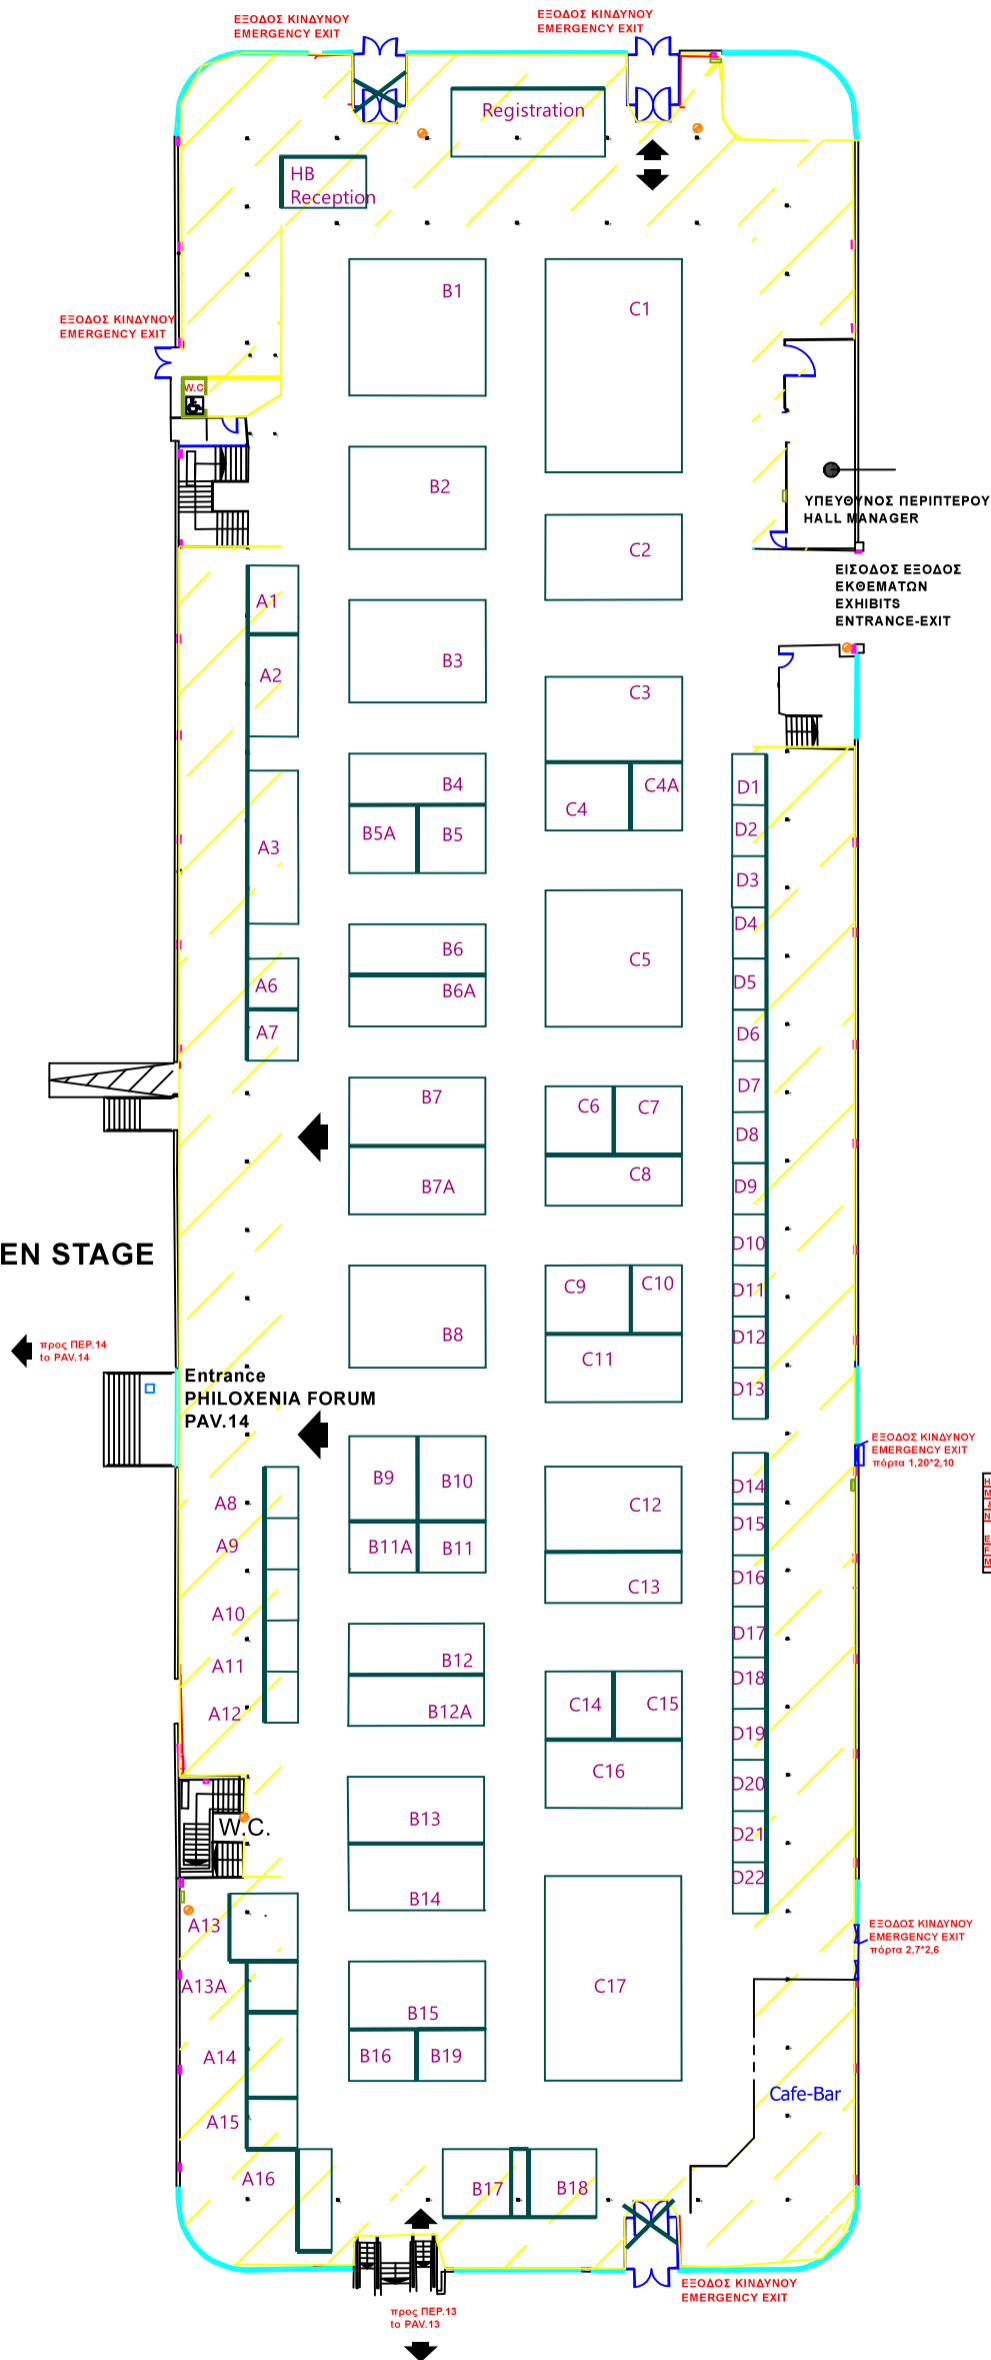 ΕΞΟΔΟΣ ΚΙΝΔΥΝΟΥ
EMERGENCY EXIT
ΕΞΟΔΟΣ ΚΙΝΔΥΝΟΥ
EMERGENCY EXIT
Registration
HB
Reception
B1
C1
ΕΞΟΔΟΣ ΚΙΝΔΥΝΟΥ
EMERGENCY EXIT
W.C
B2
ΥΠΕΥΘΥΝΟΣ ΠΕΡΙΠΤΕΡΟΥ
HALL MANAGER
C2
ΕΙΣΟΔΟΣ ΕΞΟΔΟΣ
ΕΚΘΕΜΑΤΩΝ
EXHIBITS
ENTRANCE-EXIT
A1
A2
B3
C3
B4
C4
C4A
D1
B5A
B5
D2
A3
D3
D4
B6
C5
A6
B6A
D5
A7
D6
B7
C6
C7
D7
D8
B7A
C8
D9
EN STAGE
D10
C9
C10
D11
προς ΠΕΡ.14
to PAV.14
B8
C11
D12
Entrance
PHILOXENIA FORUM
PAV.14
D13
ΕΞΟΔΟΣ ΚΙΝΔΥΝΟΥ
EMERGENCY EXIT
πόρτα 1,20*2,10
B9
B10
D14
A8
C12
D15
A9
B11A
B11
D16
C13
A10
D17
A11
B12
D18
A12
B12A
C14
C15
D19
C16
D20
W.C.
B13
D21
B14
D22
A13
ΕΞΟΔΟΣ ΚΙΝΔΥΝΟΥ
EMERGENCY EXIT
πόρτα 2,7*2,6
A13A
C17
B15
A14
B16
B19
Cafe-Bar
A15
A16
B17
B18
ΕΞΟΔΟΣ ΚΙΝΔΥΝΟΥ
EMERGENCY EXIT
προς ΠΕΡ.13
to PAV.13